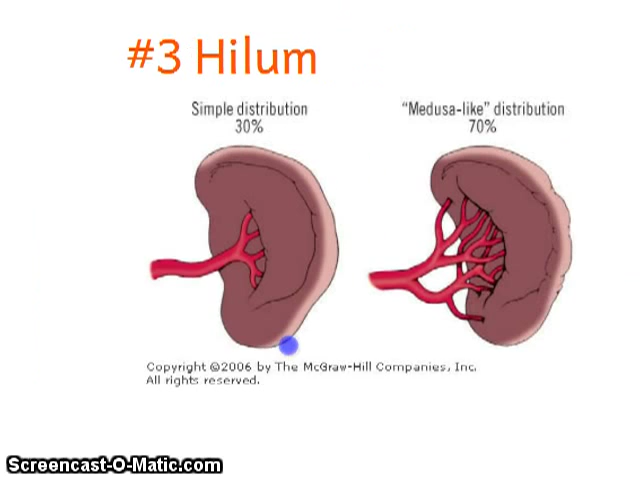 #3 Hilum
Simple distribution
30%
“Medusa-like” distribution
70%
Copyright ©2006 by The McGraw-Hill Companies, Inc.
All rights reserved.
Screencast-O-Matic.com